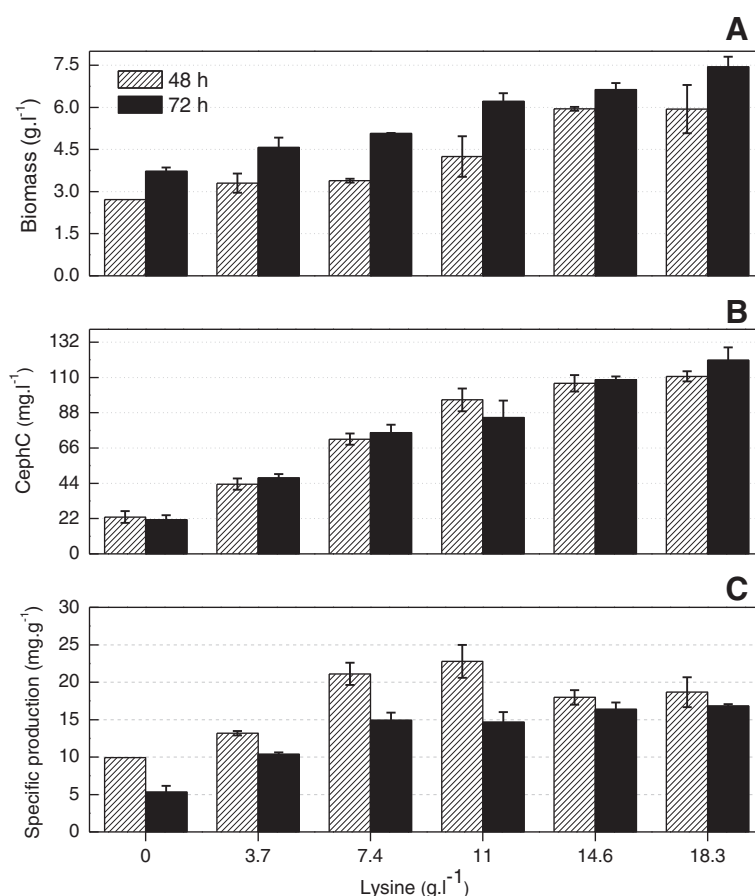 A
7.5
6.0
4.5
3.0
1.5
0.0
Biomass (g.l⁻¹)
48 h
72 h
B
132
110
88
66
44
22
0
CephC (mg.l⁻¹)
C
30
25
20
15
10
5
0
Specific production (mg.g⁻¹)
0 3.7 7.4 11 14.6 18.3
Lysine (g.l⁻¹)